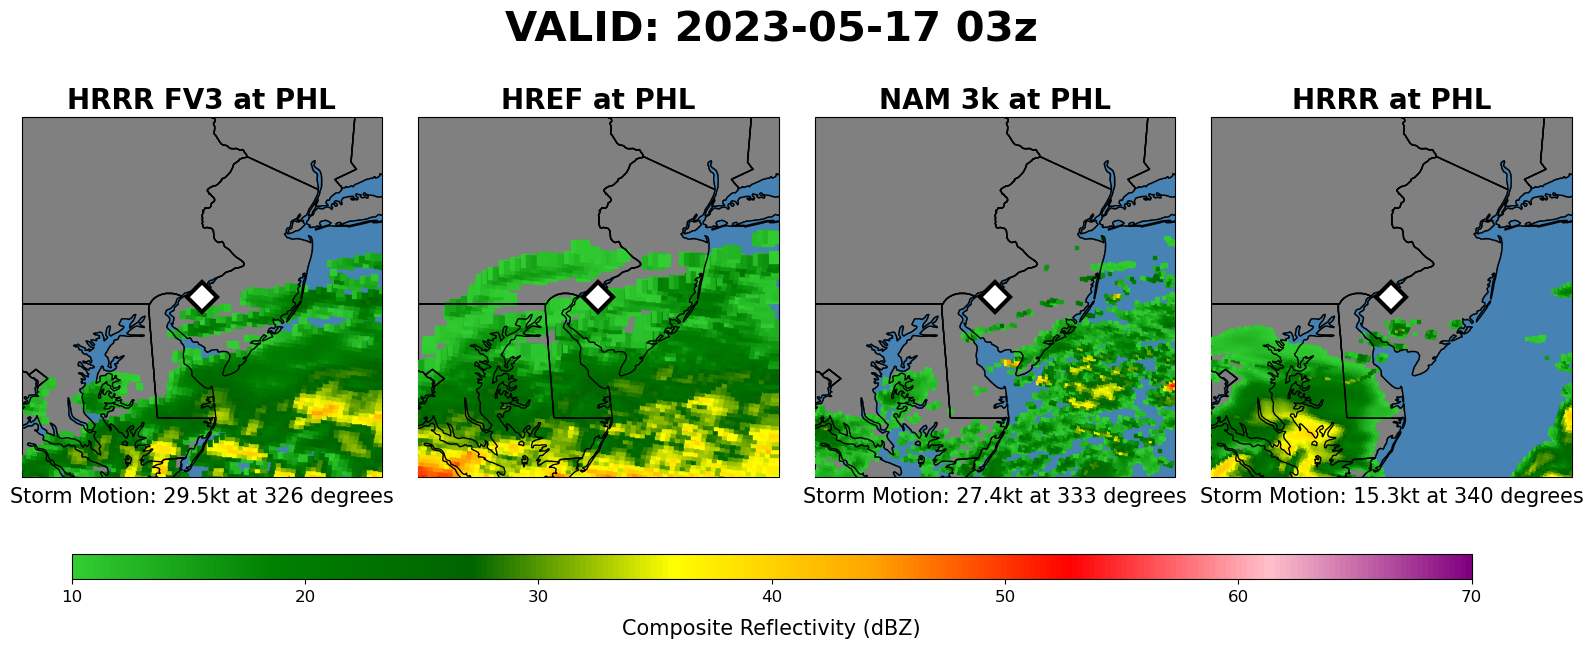 VALID: 2023-05-17 03z
HRRR FV3 at PHL
HREF at PHL
NAM 3k at PHL
HRRR at PHL
Storm Motion: 29.5kt at 326 degrees
Storm Motion: 27.4kt at 333 degrees
Storm Motion: 15.3kt at 340 degrees
10 20 30 40 50 60 70
Composite Reflectivity (dBZ)